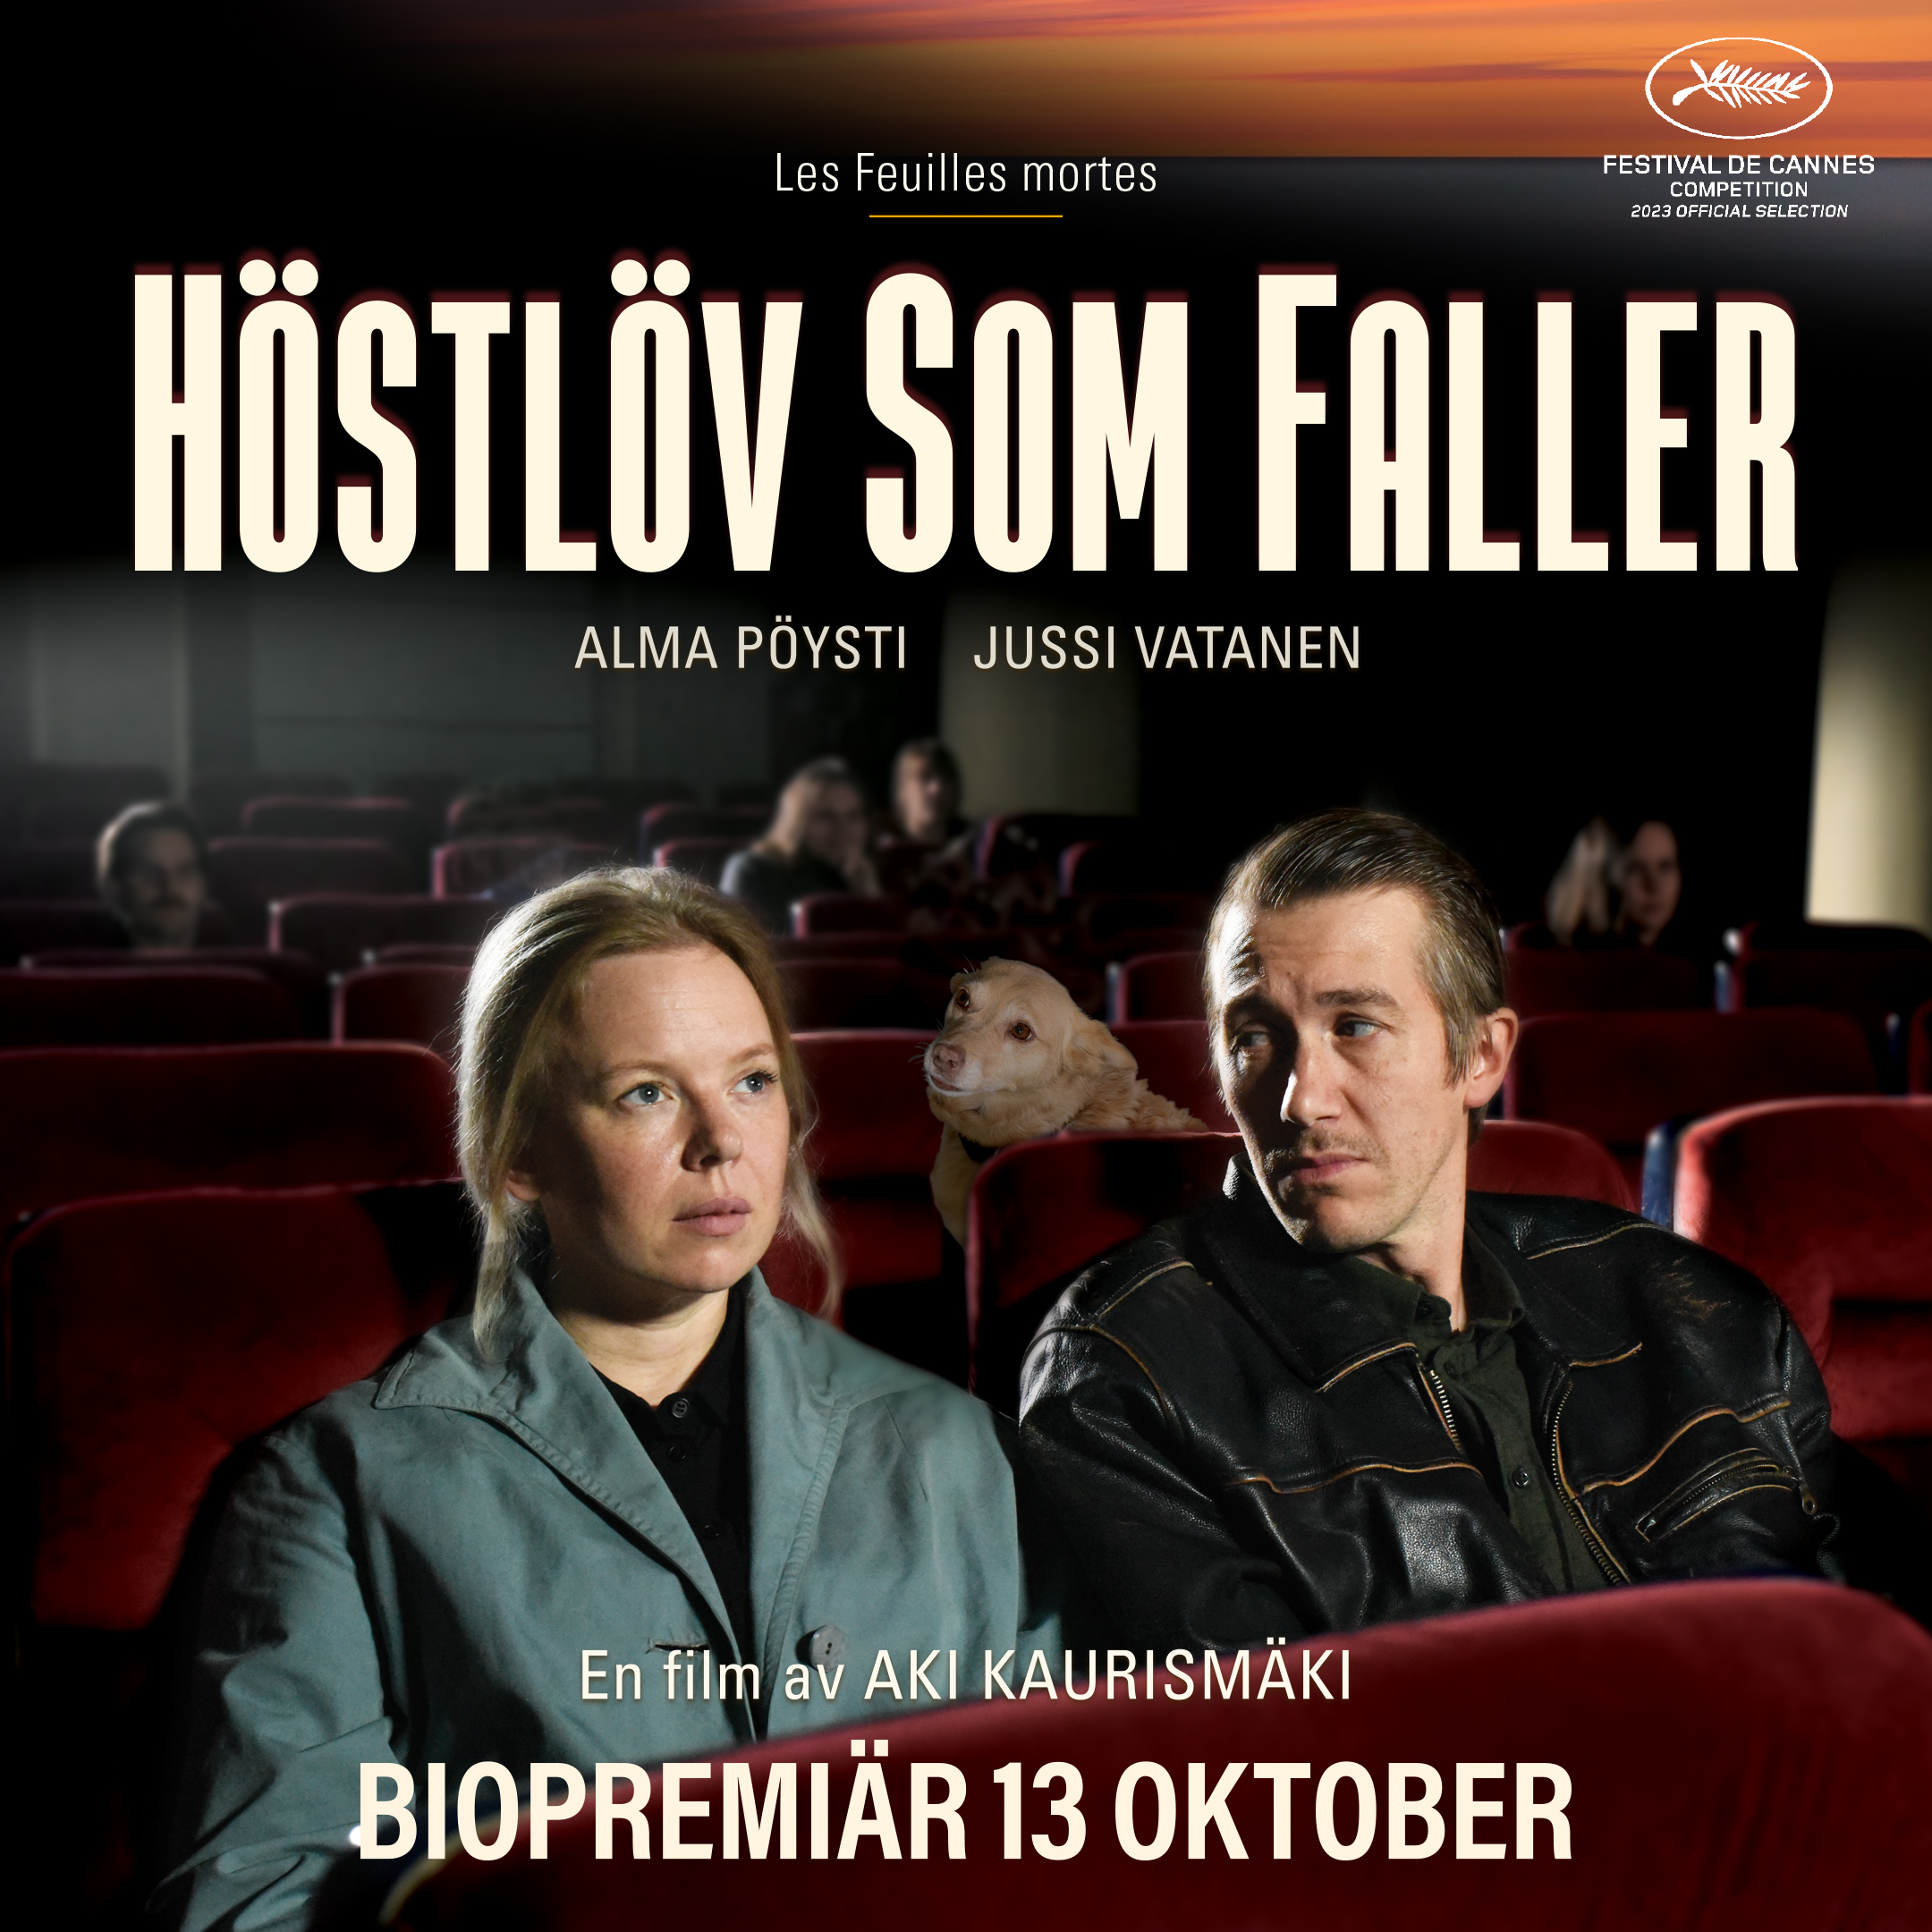 FESTIVAL DE CANNES
COMPETITION
2023 OFFICIAL SELECTION
Les Feuilles mortes
HÖSTLÖV SOM FALLER
ALMA PÖYSTI JUSSI VATANEN
En film av AKI KAURISMÄKI
BIOPREMIÄR 13 OKTOBER